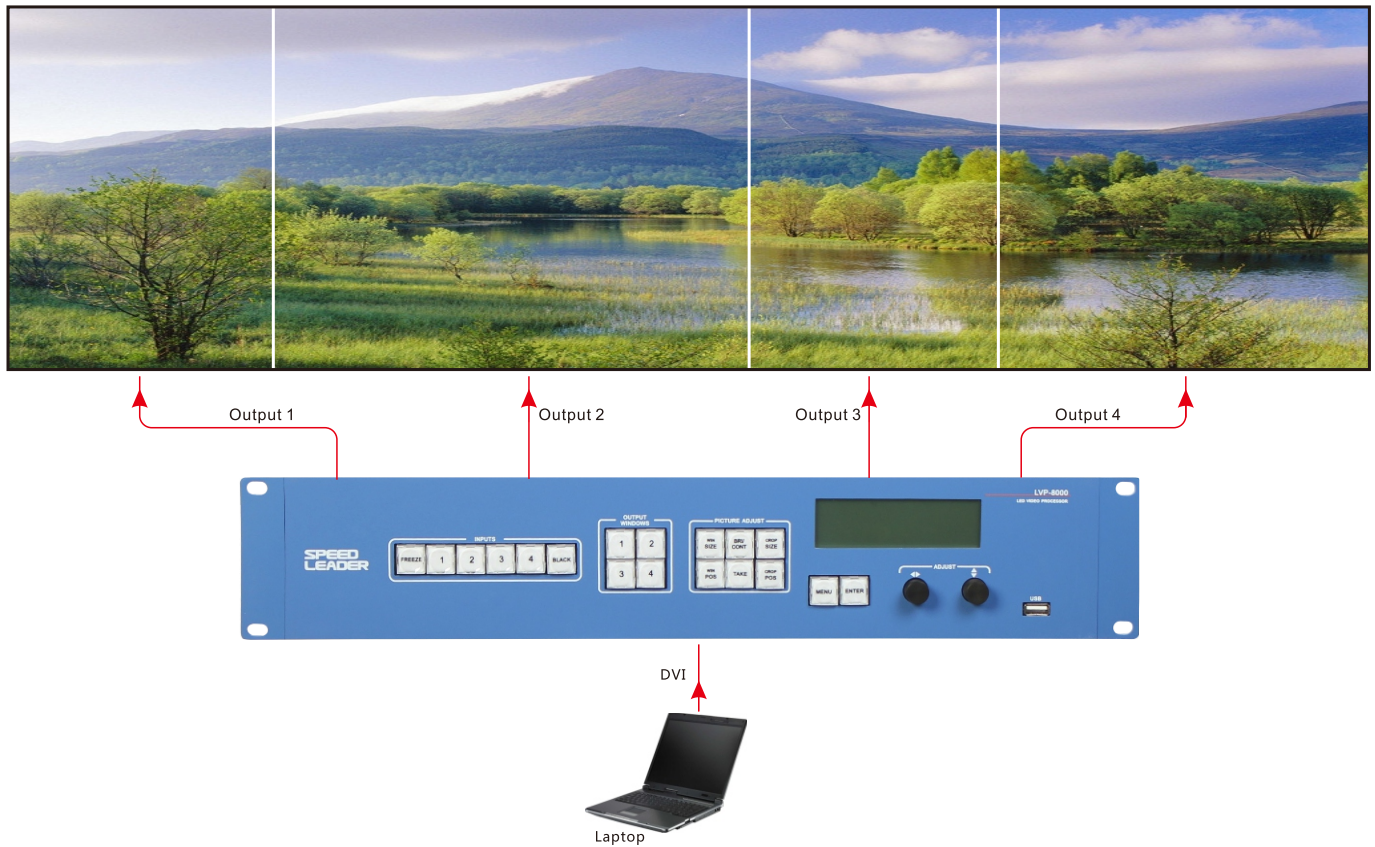 Output 1
Output 2
Output 3
Output 4
LVP-8000
LED VIDEO PROCESSOR
SPEED
LEADER
INPUTS
FREEZE
1
2
3
4
BLACK
OUTPUT
WINDOWS
1
2
3
4
PICTURE ADJUST
WIN
SIZE
BRI/
CONT
CROP
SIZE
WIN
POS
TAKE
CROP
POS
MENU
ENTER
ADJUST
USB
DVI
Laptop